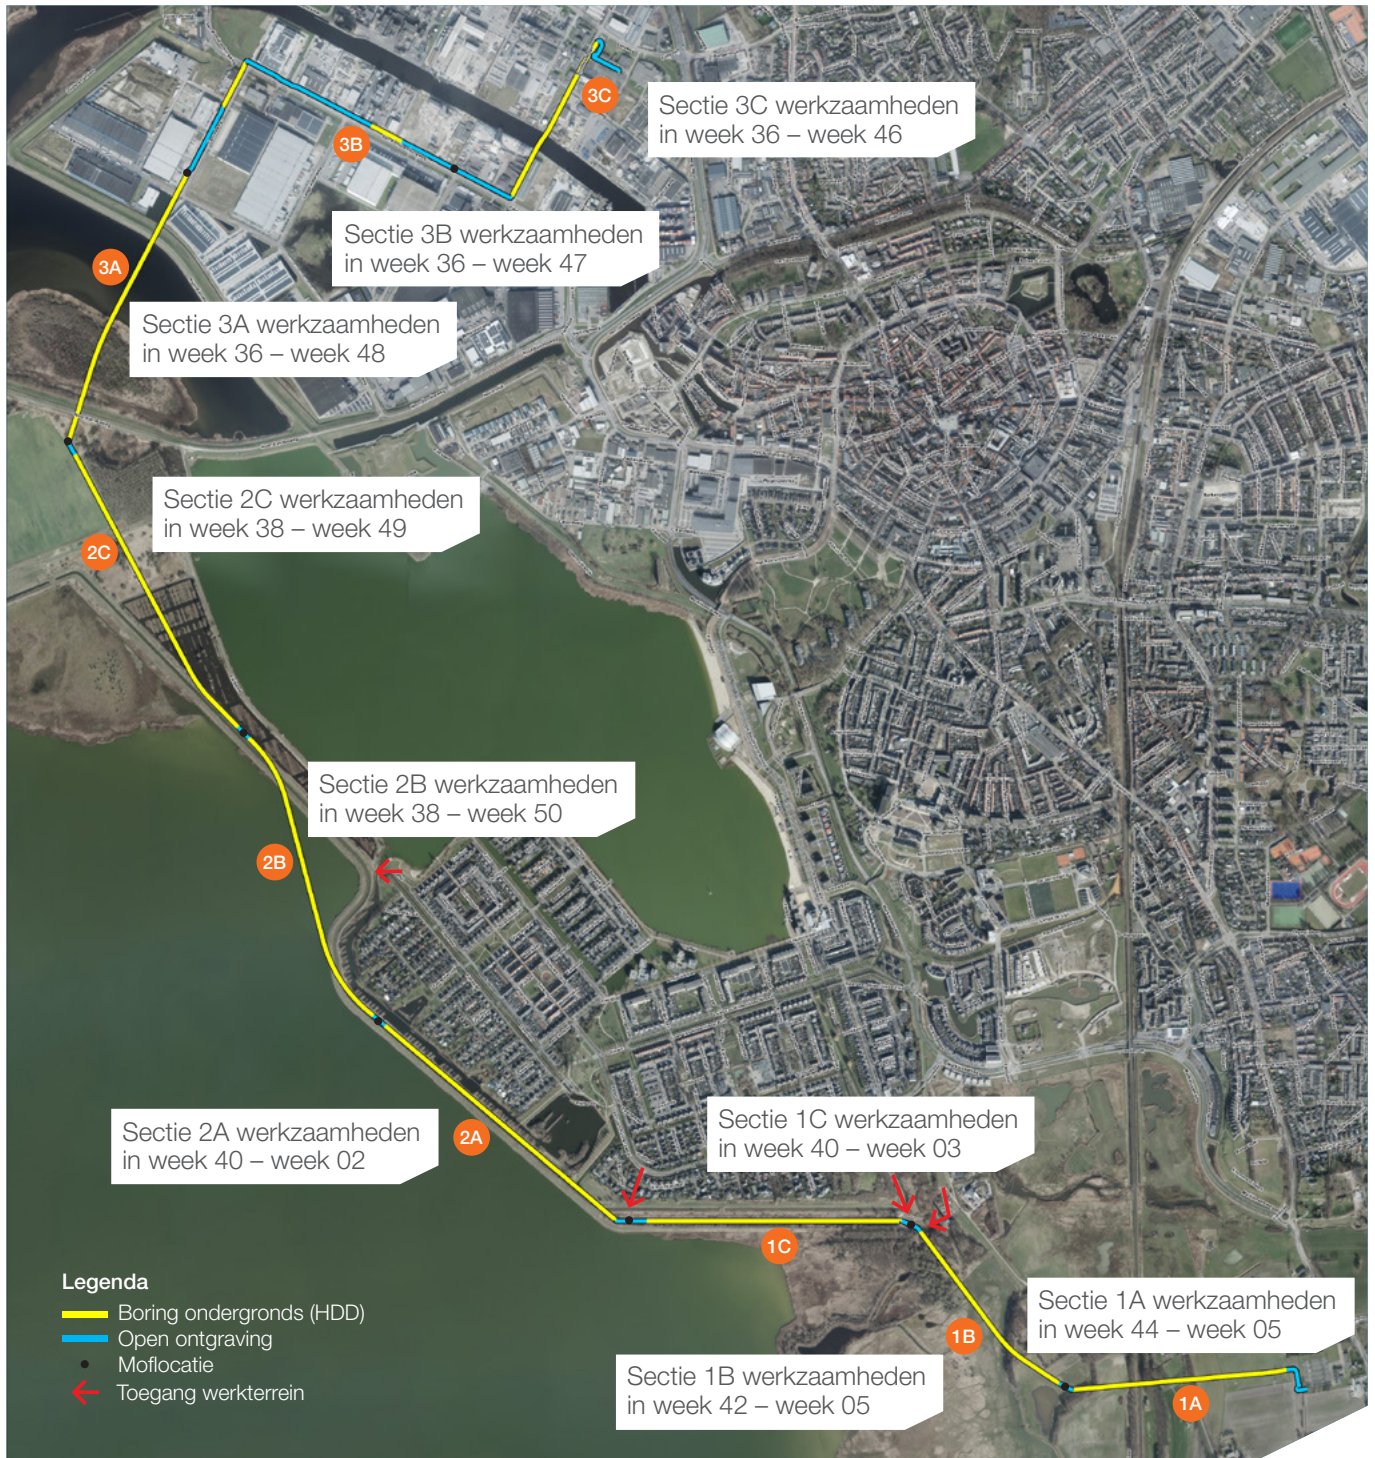 3C
Sectie 3C werkzaamheden
in week 36 – week 46
3B
Sectie 3B werkzaamheden
in week 36 – week 47
3A
Sectie 3A werkzaamheden
in week 36 – week 48
Sectie 2C werkzaamheden
in week 38 – week 49
2C
Sectie 2B werkzaamheden
in week 38 – week 50
2B
Sectie 2A werkzaamheden
in week 40 – week 02
2A
Sectie 1C werkzaamheden
in week 40 – week 03
1C
Sectie 1A werkzaamheden
in week 44 – week 05
1B
Sectie 1B werkzaamheden
in week 42 – week 05
1A
Legenda
Boring ondergronds (HDD)
Open ontgraving
Moflocatie
Toegang werkterrein